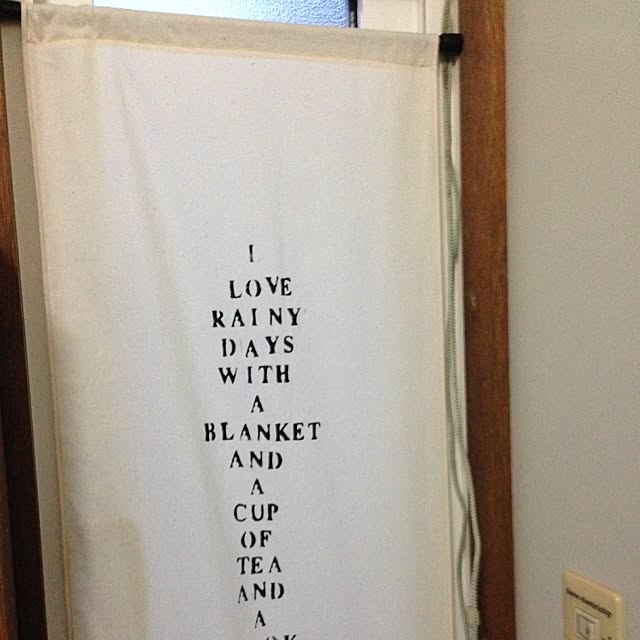 I
LOVE
RAINY
DAYS
WITH
A
BLANKET
AND
A
CUP
OF
TEA
AND
A